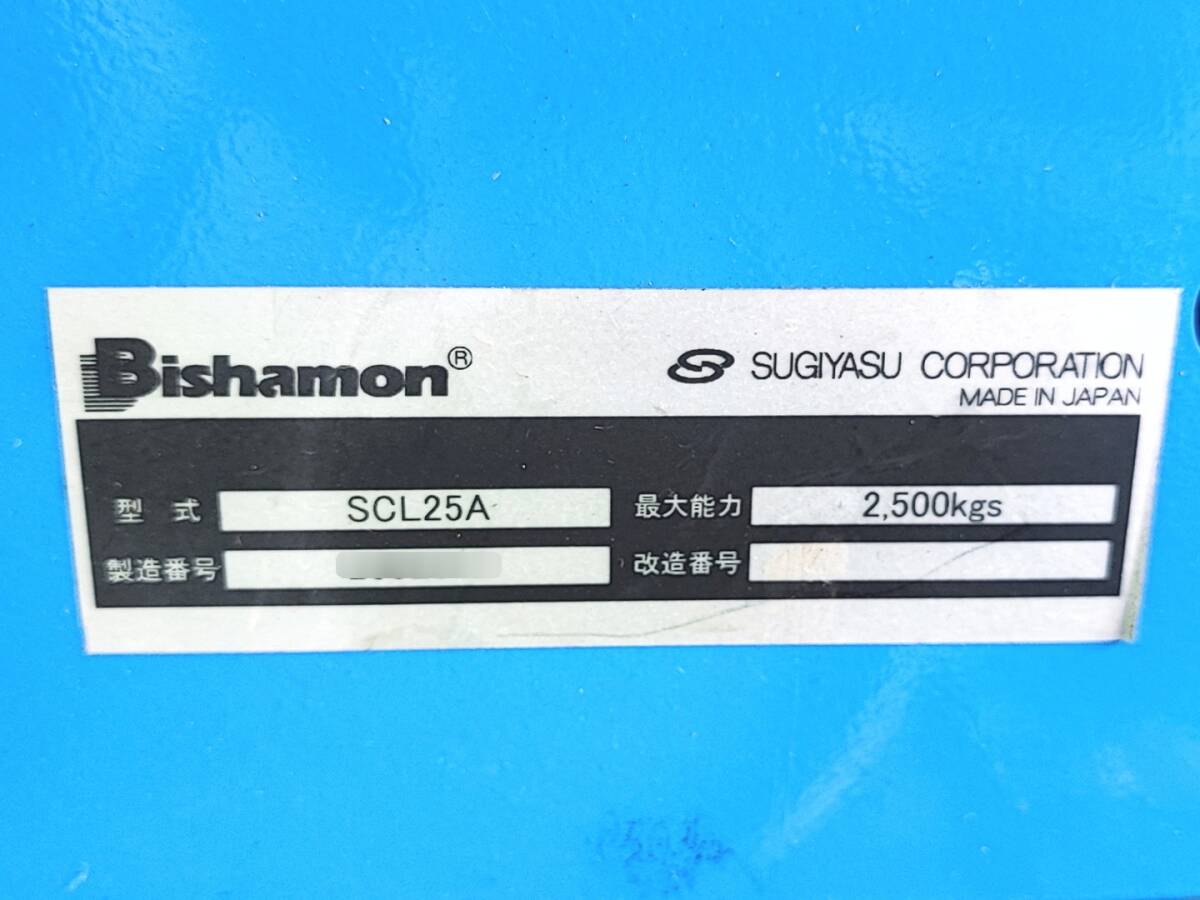 Bishamon®
SUGIYASU CORPORATION
MADE IN JAPAN
型式 SCL25A 最大能力 2,500kgs
製造番号 改造番号